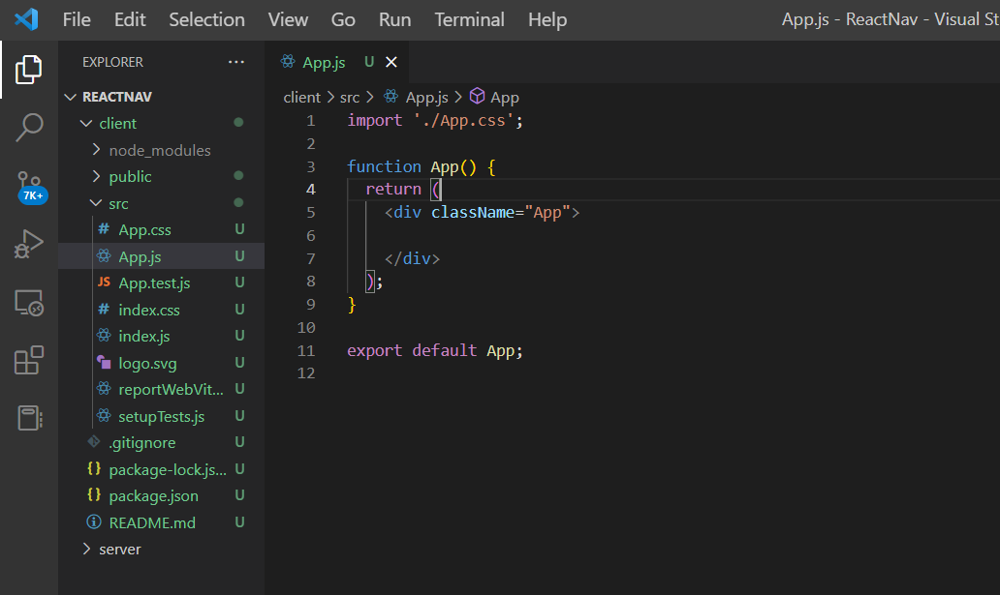 File Edit Selection View Go Run Terminal Help App.js - ReactNav - Visual St
EXPLORER ...
REACTNAV
client
node_modules
public
src
# App.css U
App.js U
JS App.test.js U
# index.css U
index.js U
logo.svg U
reportWebVit... U
setupTests.js U
.gitignore U
{} package-lock.js... U
{} package.json U
README.md U
server
7K+
App.js U
client > src > App.js > App
1 import './App.css';
2
3 function App() {
4 return (
5 <div className="App">
6
7 </div>
8 );
9 }
10
11 export default App;
12